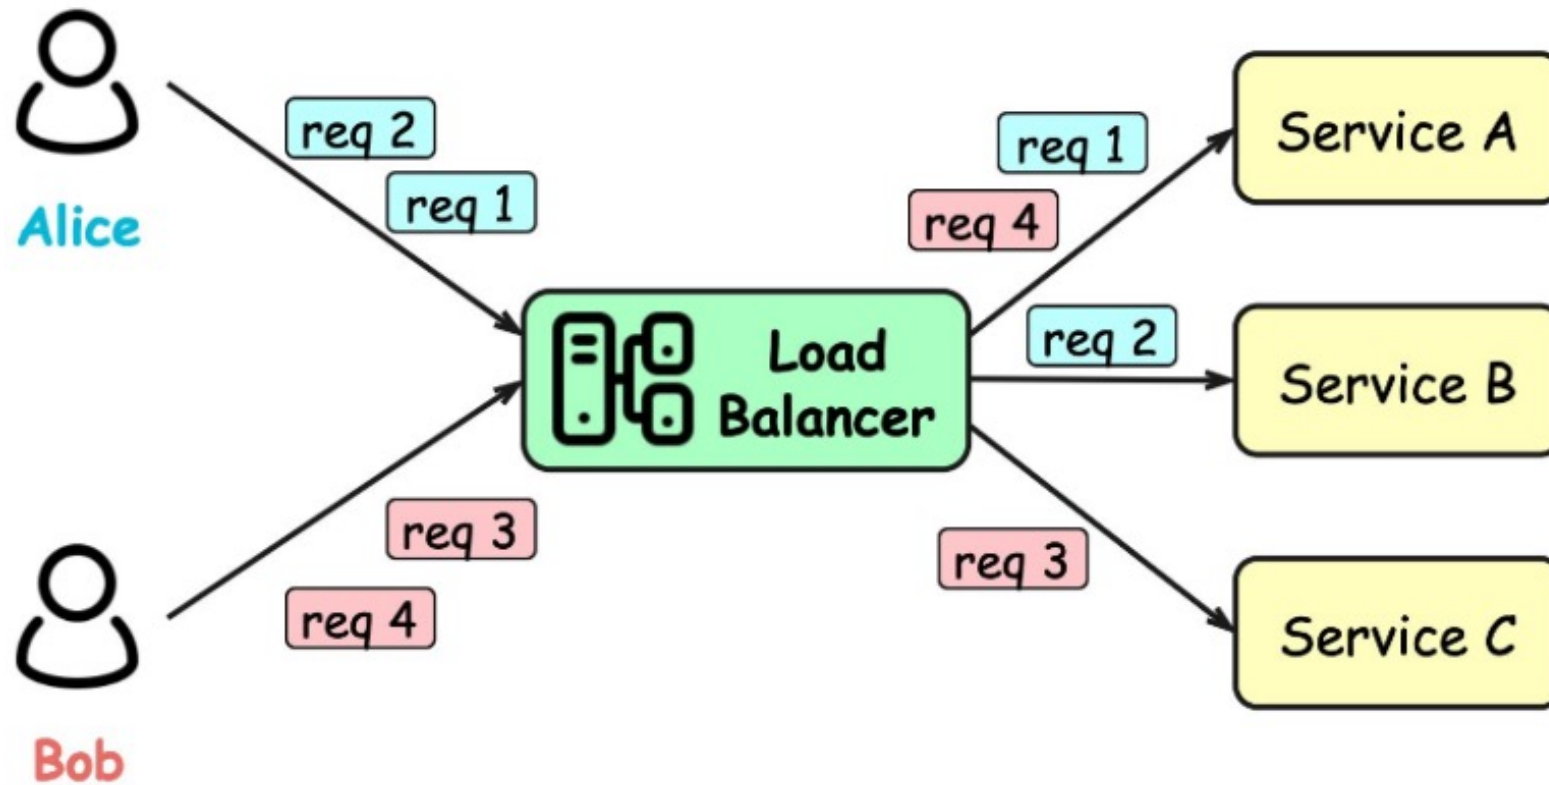 req 2
req 1
Alice
req 1
req 4
Service A
Load
Balancer
req 2
Service B
req 3
req 4
Bob
req 3
Service C